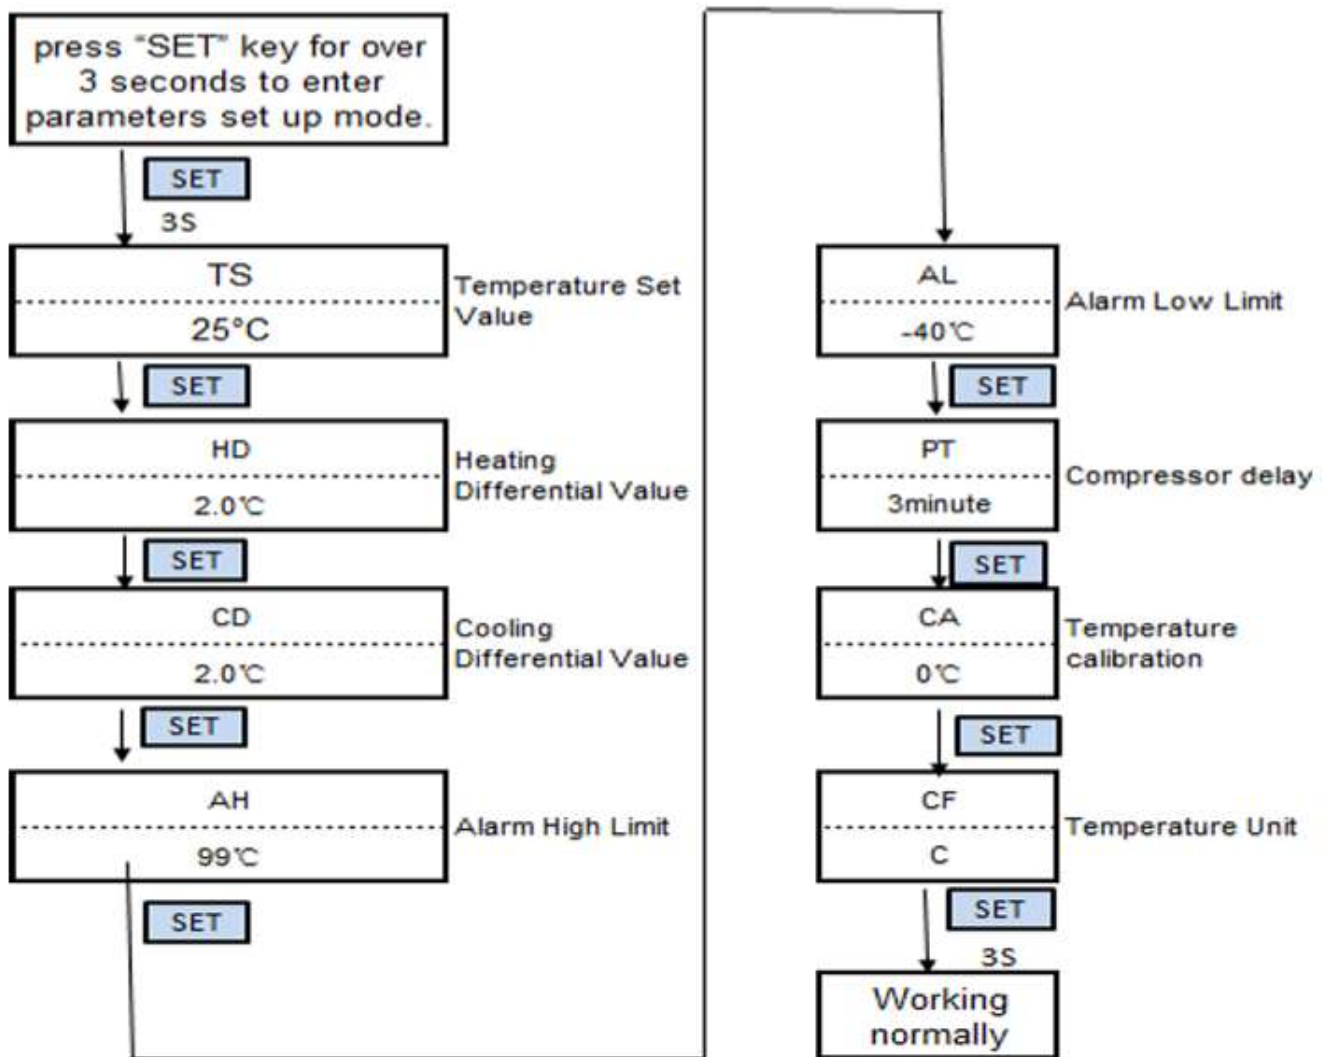 press “SET” key for over
3 seconds to enter
parameters set up mode.
SET
3S
TS
25°C
Temperature Set
Value
SET
HD
2.0℃
Heating
Differential Value
SET
CD
2.0℃
Cooling
Differential Value
SET
AH
99℃
Alarm High Limit
SET
AL
-40℃
Alarm Low Limit
SET
PT
3minute
Compressor delay
SET
CA
0℃
Temperature
calibration
SET
CF
C
Temperature Unit
SET
3S
Working
normally